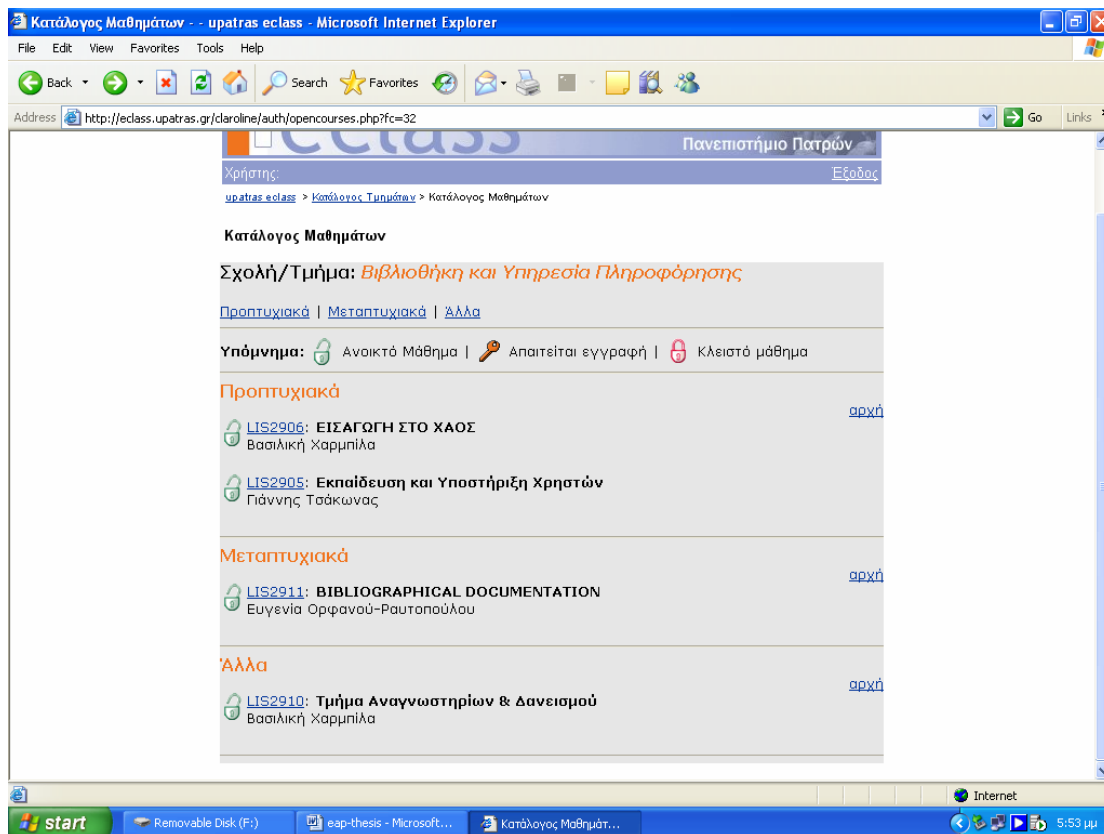 Κατάλογος Μαθημάτων - - upatras eclass - Microsoft Internet Explorer
File Edit View Favorites Tools Help
Back Search Favorites
Address http://eclass.upatras.gr/claroline/auth/opencourses.php?fc=32 Go Links
eclass Πανεπιστήμιο Πατρών
Χρήστης: Έξοδος
upatras eclass > Κατάλογος Τμημάτων > Κατάλογος Μαθημάτων
Κατάλογος Μαθημάτων
Σχολή/Τμήμα: Βιβλιοθήκη και Υπηρεσία Πληροφόρησης
Προπτυχιακά | Μεταπτυχιακά | Άλλα
Υπόμνημα: Ανοικτό Μάθημα | Απαιτείται εγγραφή | Κλειστό μάθημα
Προπτυχιακά
αρχή
LIS2906: ΕΙΣΑΓΩΓΗ ΣΤΟ ΧΑΟΣ
Βασιλική Χαρμπίλα
LIS2905: Εκπαίδευση και Υποστήριξη Χρηστών
Γιάννης Τσάκωνας
Μεταπτυχιακά
αρχή
LIS2911: BIBLIOGRAPHICAL DOCUMENTATION
Ευγενία Ορφανού-Ραυτοπούλου
Άλλα
αρχή
LIS2910: Τμήμα Αναγνωστηρίων & Δανεισμού
Βασιλική Χαρμπίλα
Internet
start Removable Disk (F:) eap-thesis - Microsoft... Κατάλογος Μαθημάτ... 5:53 μμ